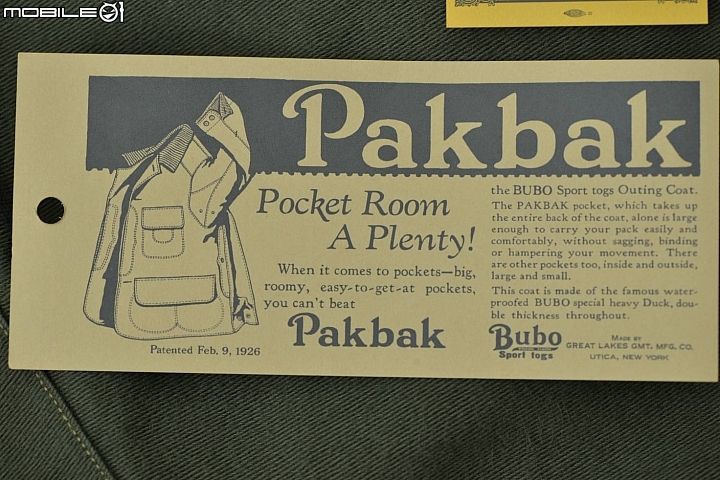 MOBILE01
Pakbak
Pocket Room
A Plenty!
When it comes to pockets—big,
roomy, easy-to-get-at pockets,
you can't beat
Pakbak
Patented Feb. 9, 1926
the BUBO Sport togs Outing Coat.
The PAKBAK pocket, which takes up
the entire back of the coat, alone is large
enough to carry your pack easily and
comfortably, without sagging, binding
or hampering your movement. There
are other pockets too, inside and outside,
large and small.
This coat is made of the famous water-
proofed BUBO special heavy Duck, dou-
ble thickness throughout.
Bubo
Sport togs
MADE BY
GREAT LAKES GMT. MFG. CO.
UTICA, NEW YORK